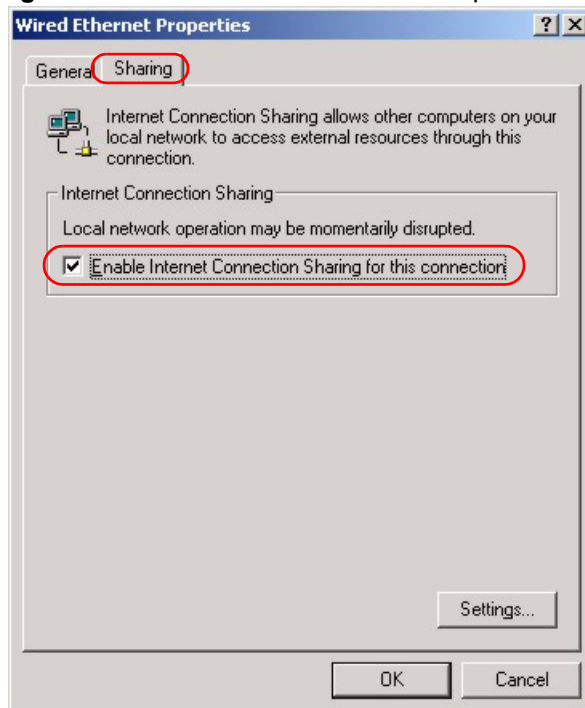 Wired Ethernet Properties
General
Sharing
Internet Connection Sharing allows other computers on your
local network to access external resources through this
connection.
Internet Connection Sharing
Local network operation may be momentarily disrupted.
Enable Internet Connection Sharing for this connection
Settings...
OK
Cancel